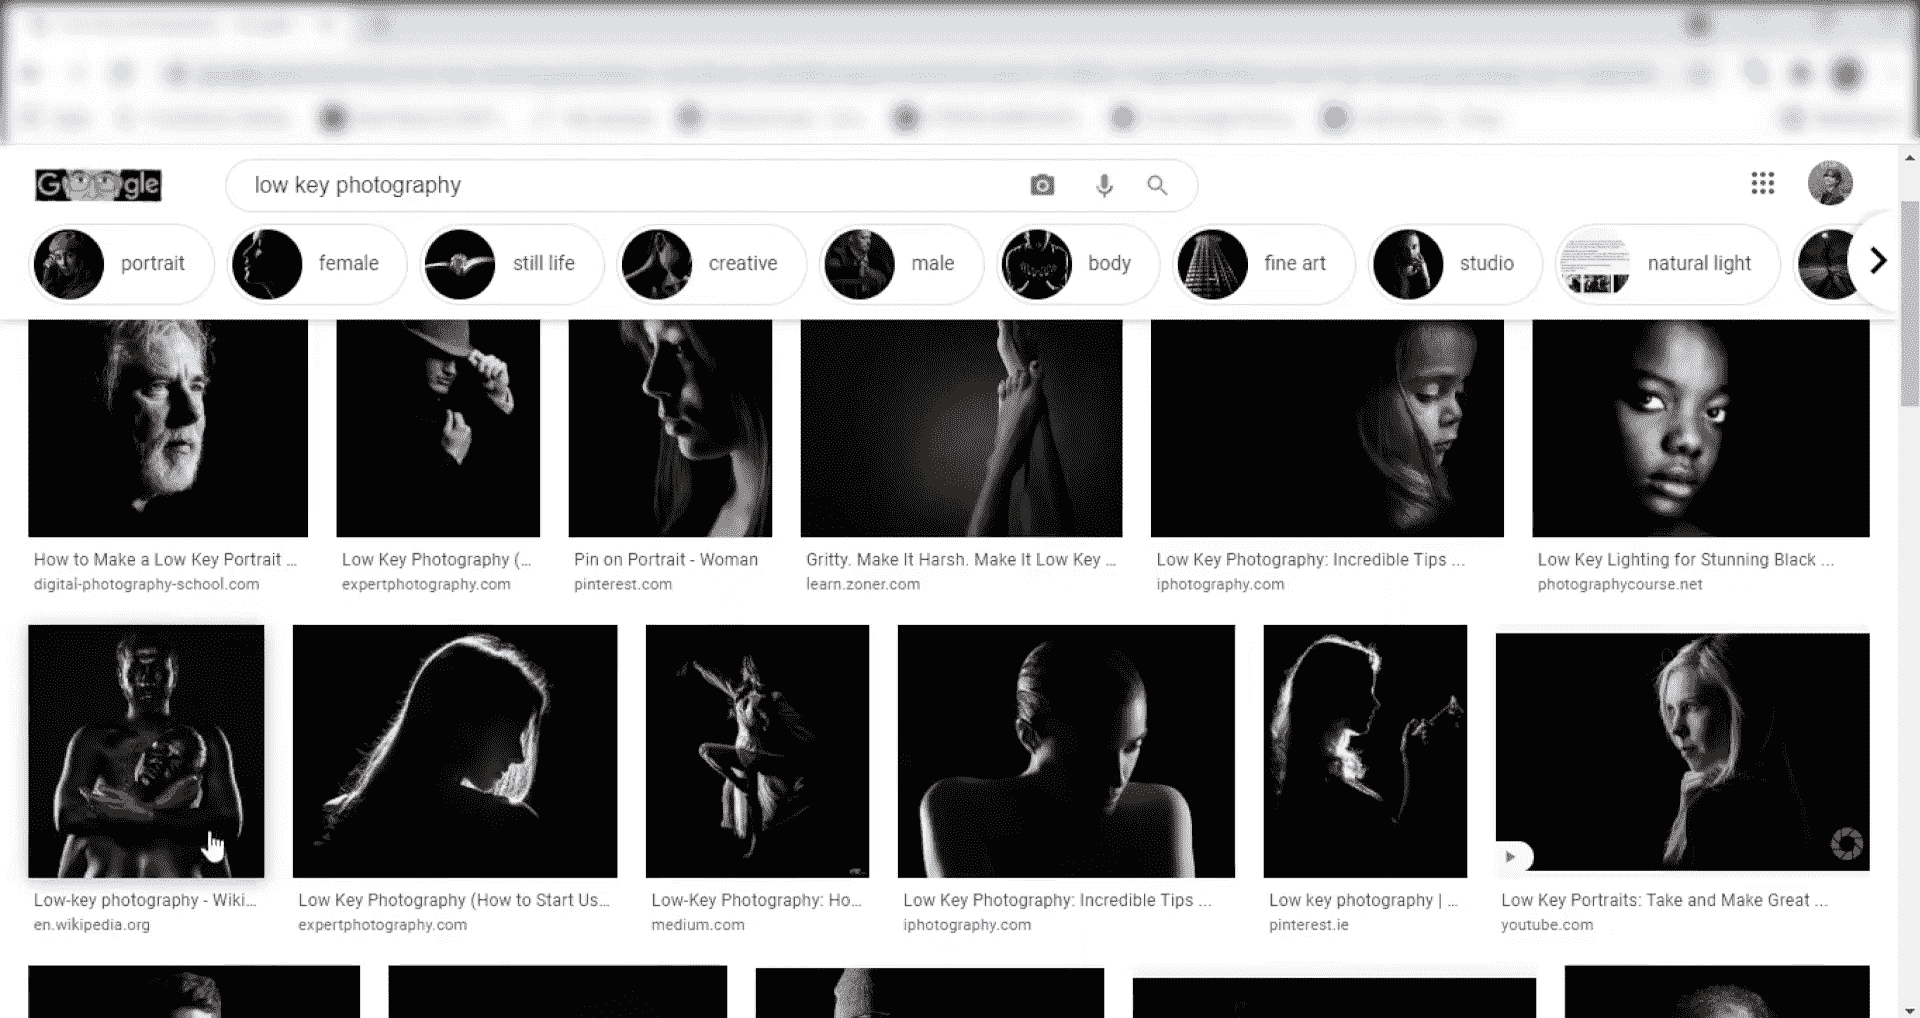 Google
low key photography
portrait
female
still life
creative
male
body
fine art
studio
natural light
How to Make a Low Key Portrait ...
digital-photography-school.com
Low Key Photography (...
expertphotography.com
Pin on Portrait - Woman
pinterest.com
Gritty. Make It Harsh. Make It Low Key ...
learn.zoner.com
Low Key Photography: Incredible Tips ...
iphotography.com
Low Key Lighting for Stunning Black ...
photographycourse.net
Low-key photography - Wiki...
en.wikipedia.org
Low Key Photography (How to Start Us...
expertphotography.com
Low-Key Photography: Ho...
medium.com
Low Key Photography: Incredible Tips ...
iphotography.com
Low key photography | ...
pinterest.ie
Low Key Portraits: Take and Make Great ...
youtube.com